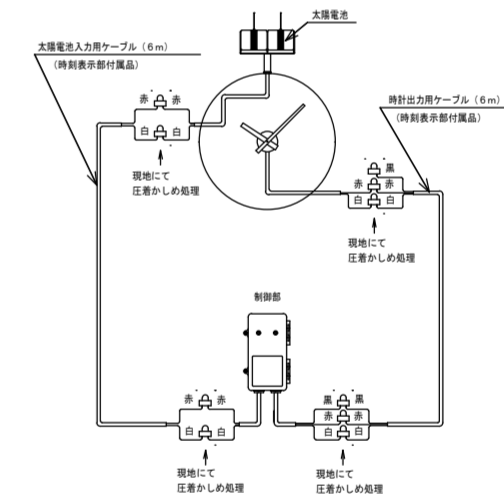 太陽電池
太陽電池入力用ケーブル（６ｍ）
（時刻表示部付属品）
赤 赤
白 白
現地にて
圧着かしめ処理
時計出力用ケーブル（６ｍ）
（時刻表示部付属品）
黒
赤 赤
白 白
現地にて
圧着かしめ処理
制御部
赤 赤
白 白
現地にて
圧着かしめ処理
黒 黒
赤 赤
白 白
現地にて
圧着かしめ処理